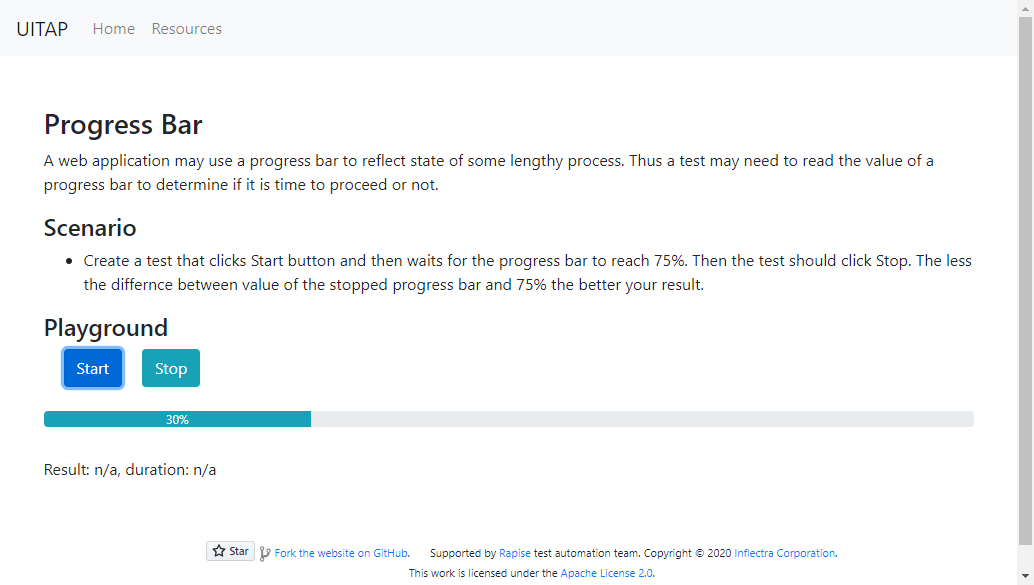 UITAP Home Resources
Progress Bar
A web application may use a progress bar to reflect state of some lengthy process. Thus a test may need to read the value of a
progress bar to determine if it is time to proceed or not.
Scenario
• Create a test that clicks Start button and then waits for the progress bar to reach 75%. Then the test should click Stop. The less
the differnce between value of the stopped progress bar and 75% the better your result.
Playground
Start Stop
30%
Result: n/a, duration: n/a
Star Fork the website on GitHub. Supported by Rapise test automation team. Copyright © 2020 Inflectra Corporation.
This work is licensed under the Apache License 2.0.